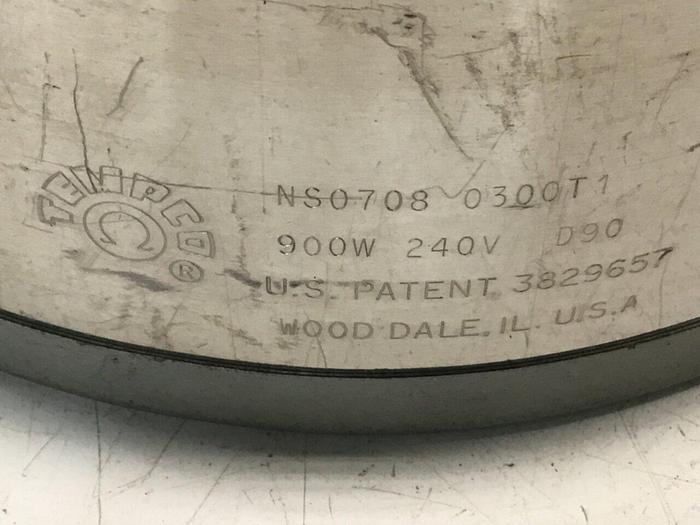 TEMPCO
Ω
®
NS0708 0300T1
900W 240V D90
U.S. PATENT 3829657
WOOD DALE, IL. U.S.A